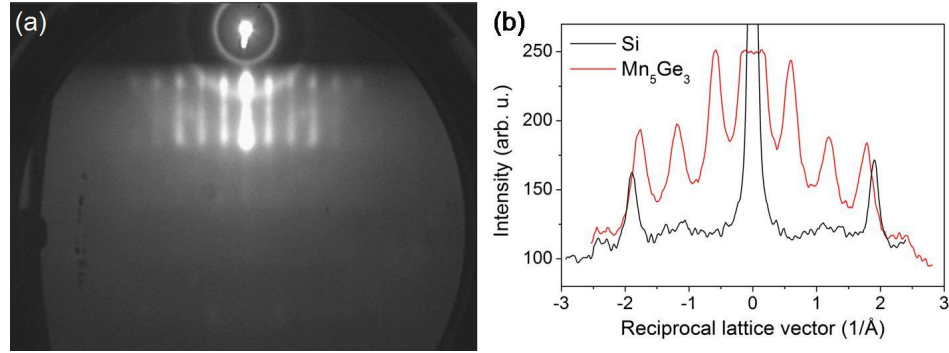 (a)
(b)
Si
Mn₅Ge₃
250
200
150
100
Intensity (arb. u.)
-3 -2 -1 0 1 2 3
Reciprocal lattice vector (1/Å)